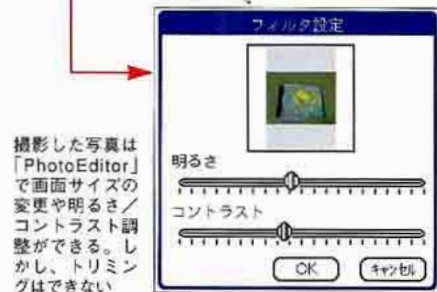 フィルタ設定
明るさ
コントラスト
OK
キャンセル
撮影した写真は
「PhotoEditor」
で画面サイズの
変更や明るさ/
コントラスト調
整ができる。し
かし、トリミン
グはできない